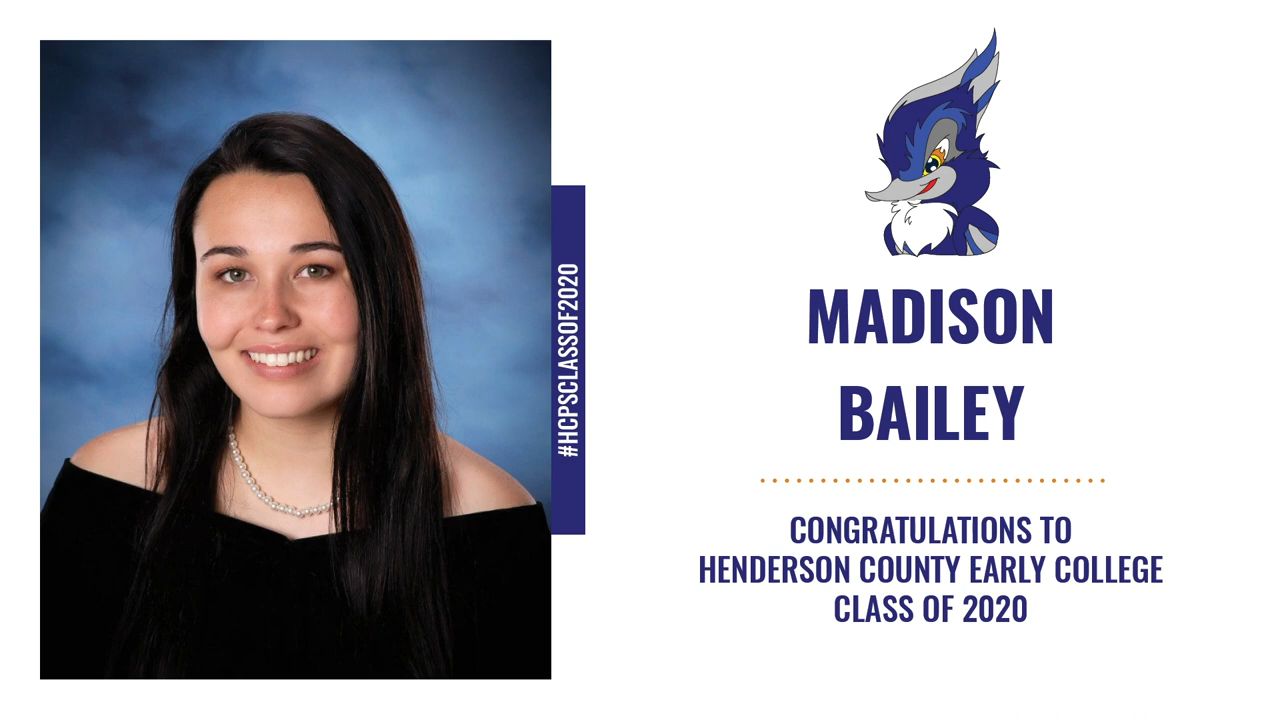 #HCPSCLASSOF2020
MADISON
BAILEY
CONGRATULATIONS TO
HENDERSON COUNTY EARLY COLLEGE
CLASS OF 2020